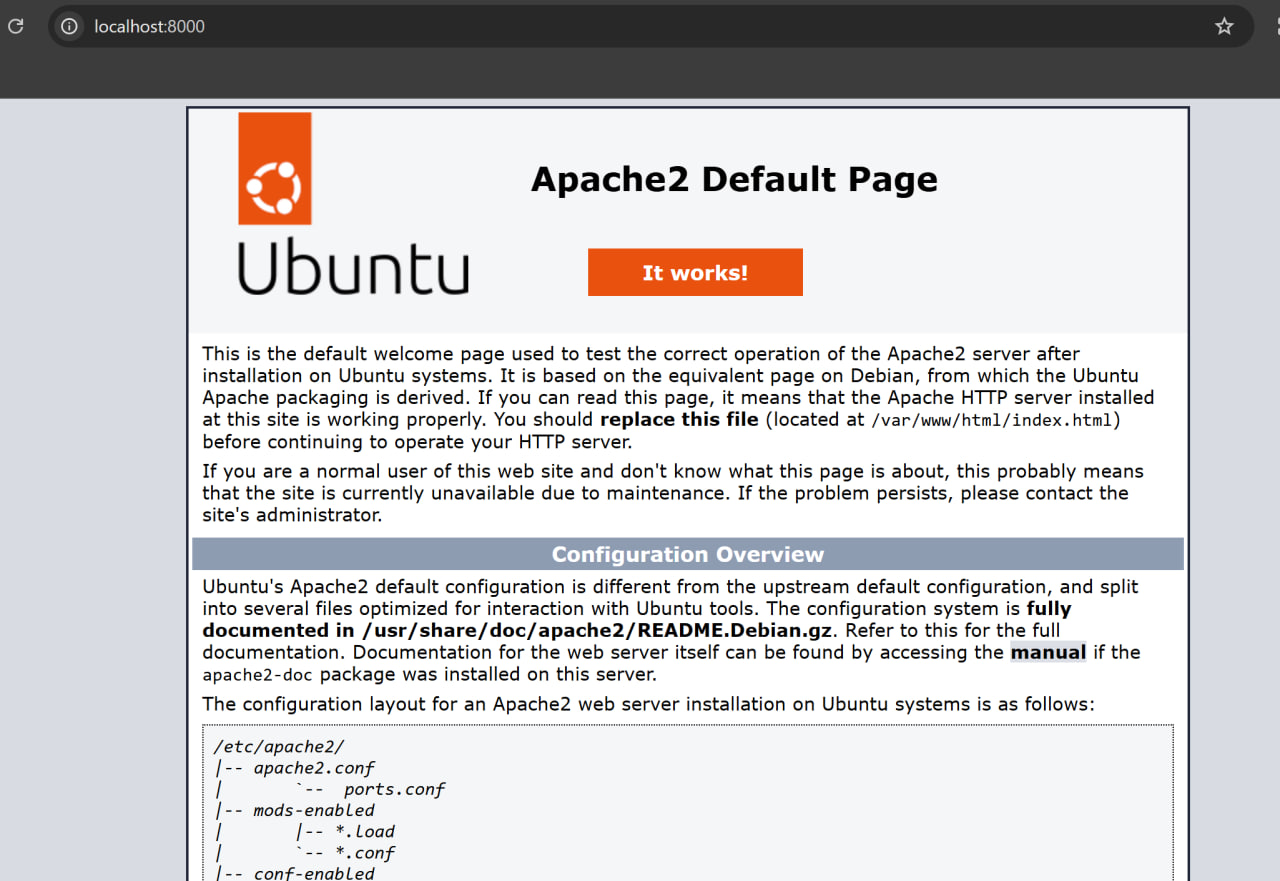 localhost:8000
Apache2 Default Page
Ubuntu
It works!
This is the default welcome page used to test the correct operation of the Apache2 server after
installation on Ubuntu systems. It is based on the equivalent page on Debian, from which the Ubuntu
Apache packaging is derived. If you can read this page, it means that the Apache HTTP server installed
at this site is working properly. You should replace this file (located at /var/www/html/index.html)
before continuing to operate your HTTP server.
If you are a normal user of this web site and don't know what this page is about, this probably means
that the site is currently unavailable due to maintenance. If the problem persists, please contact the
site's administrator.
Configuration Overview
Ubuntu's Apache2 default configuration is different from the upstream default configuration, and split
into several files optimized for interaction with Ubuntu tools. The configuration system is fully
documented in /usr/share/doc/apache2/README.Debian.gz. Refer to this for the full
documentation. Documentation for the web server itself can be found by accessing the manual if the
apache2-doc package was installed on this server.
The configuration layout for an Apache2 web server installation on Ubuntu systems is as follows:
/etc/apache2/
|-- apache2.conf
|       `--  ports.conf
|-- mods-enabled
|       |-- *.load
|       `-- *.conf
|-- conf-enabled